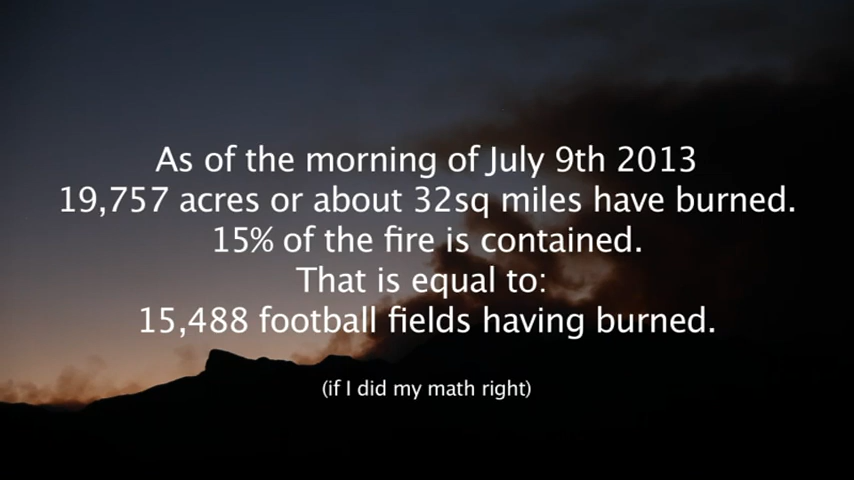 As of the morning of July 9th 2013
19,757 acres or about 32sq miles have burned.
15% of the fire is contained.
That is equal to:
15,488 football fields having burned.
(if I did my math right)